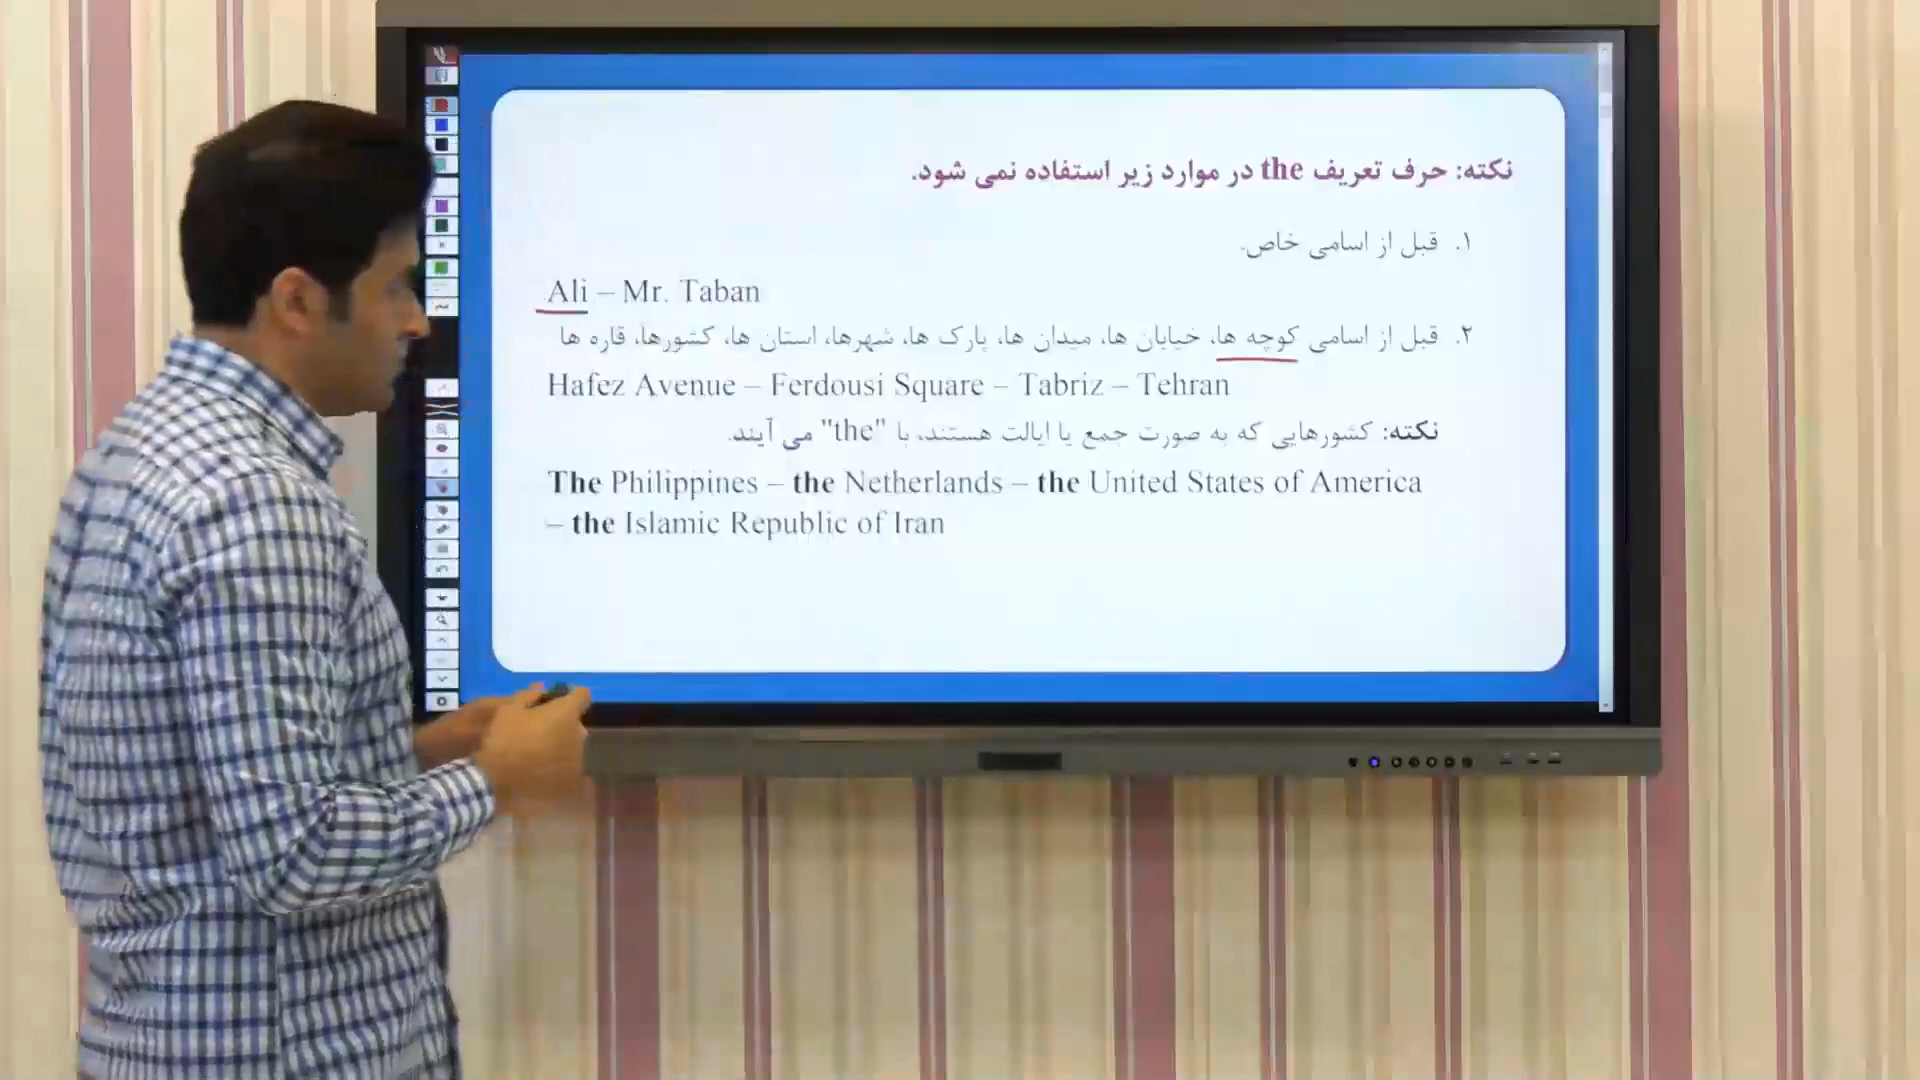 نکته: حرف تعریف the در موارد زیر استفاده نمی شود.
۱. قبل از اسامی خاص.
Ali – Mr. Taban
۲. قبل از اسامی کوچه ها، خیابان ها، میدان ها، پارک ها، شهرها، استان ها، کشورها، قاره ها
Hafez Avenue – Ferdousi Square – Tabriz – Tehran
نکته: کشورهایی که به صورت جمع یا ایالت هستند، با "the" می آیند.
The Philippines – the Netherlands – the United States of America
– the Islamic Republic of Iran